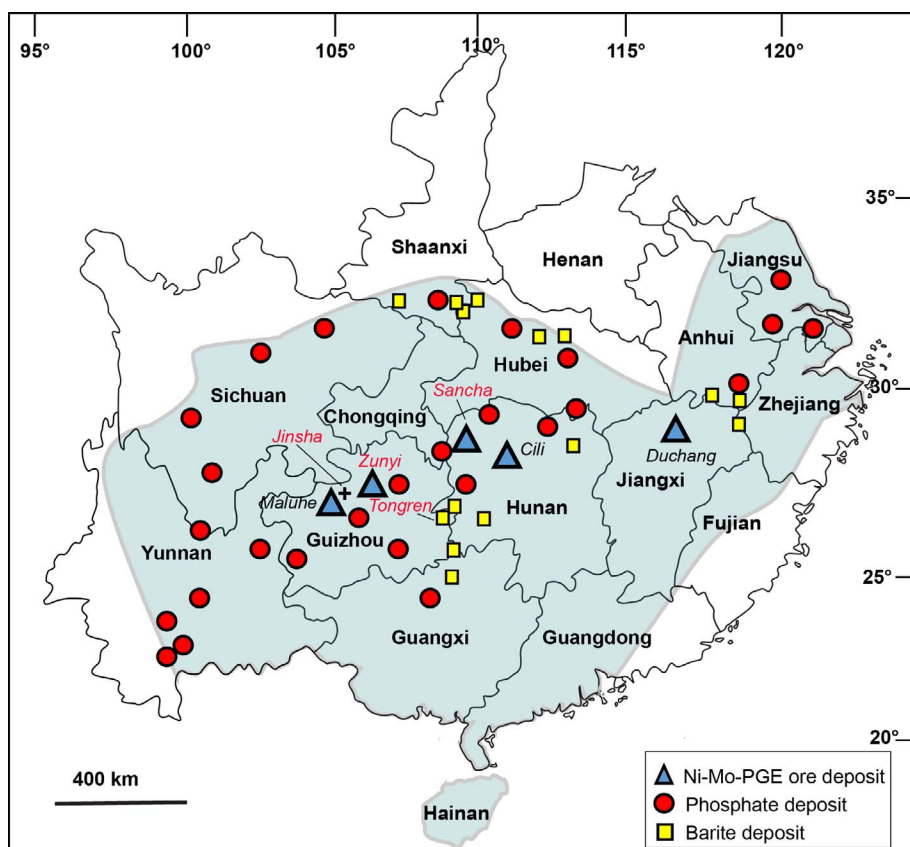 95°
100°
105°
110°
115°
120°
35°
Shaanxi
Henan
Jiangsu
Anhui
Hubei
30°
Sichuan
Sancha
Zhejiang
Chongqing
Jinsha
Cili
Zunyi
Duchang
Jiangxi
Maluhe
Tongren
Hunan
Fujian
Guizhou
Yunnan
25°
Guangxi
Guangdong
20°
400 km
Ni-Mo-PGE ore deposit
Phosphate deposit
Barite deposit
Hainan